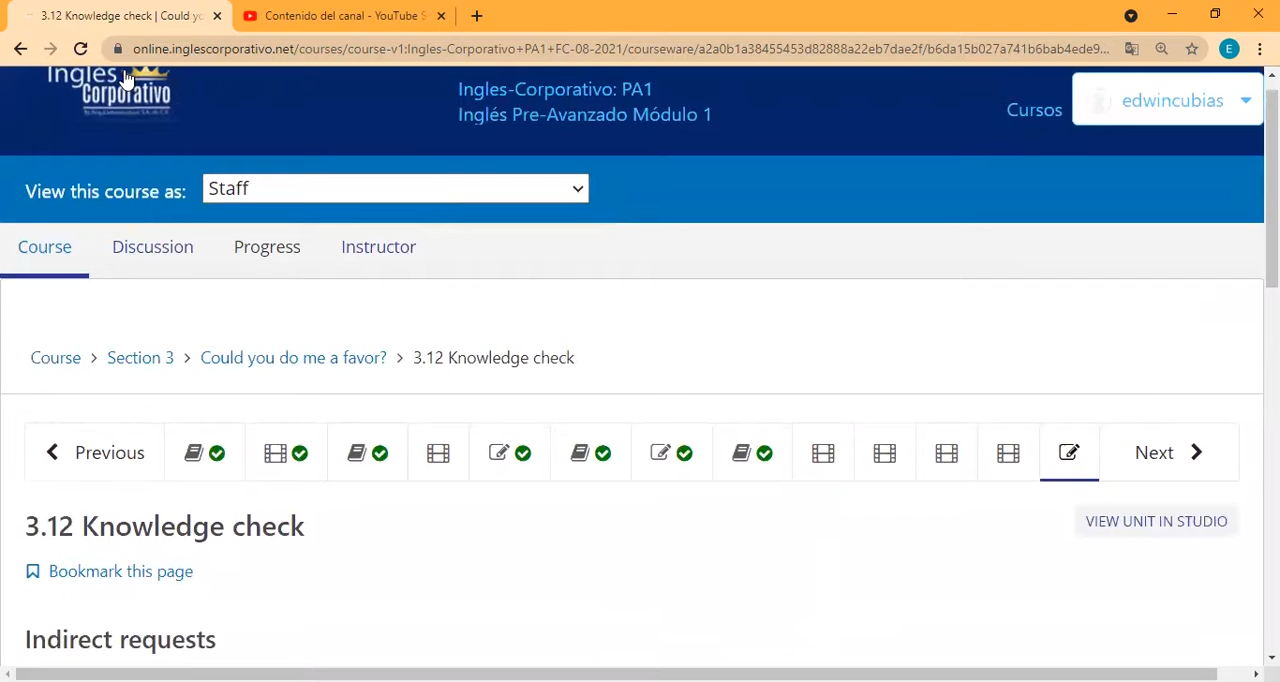 3.12 Knowledge check | Could yo
Contenido del canal - YouTube S
online.inglescorporativo.net/courses/course-v1:Ingles-Corporativo+PA1+FC-08-2021/courseware/a2a0b1a38455453d82888a22eb7dae2f/b6da15b027a741b6bab4ede9...
E
Ingles
Corporativo
Ingles-Corporativo: PA1
Inglés Pre-Avanzado Módulo 1
Cursos
edwincubias
View this course as:
Staff
Course
Discussion
Progress
Instructor
Course > Section 3 > Could you do me a favor? > 3.12 Knowledge check
Previous
Next
3.12 Knowledge check
VIEW UNIT IN STUDIO
Bookmark this page
Indirect requests